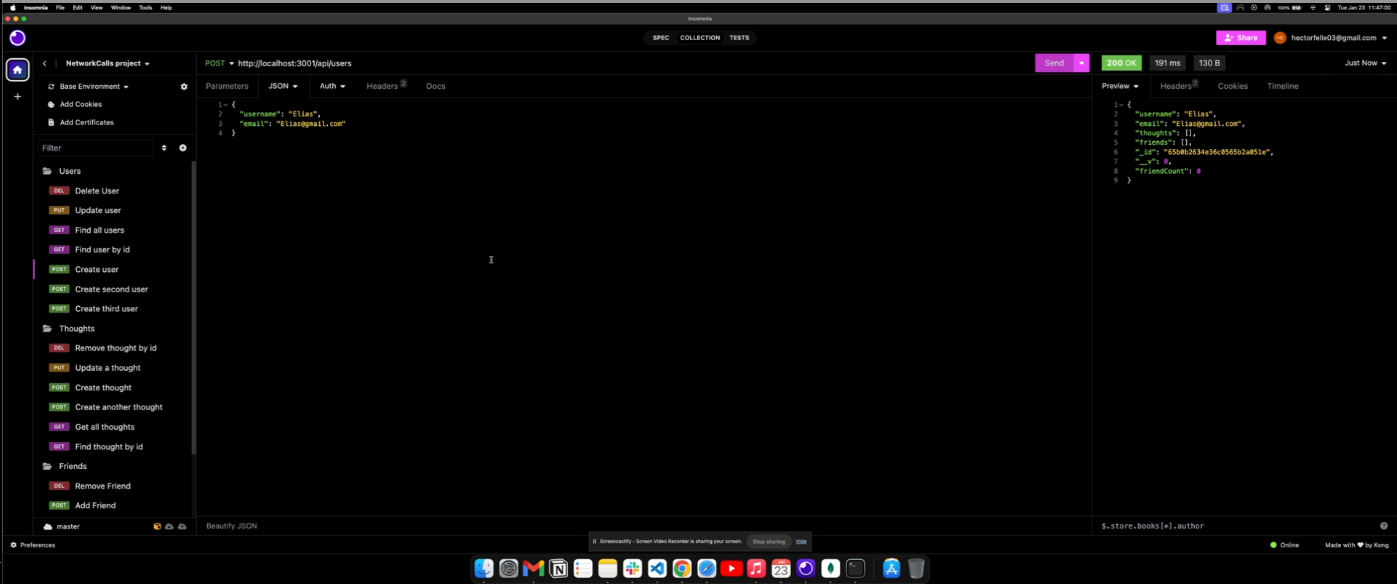 Insomnia File Edit View Window Tools Help
100% Tue Jan 23 11:47:00
Insomnia
SPEC COLLECTION TESTS
Share HE hectorfelix03@gmail.com
NetworkCalls project
POST http://localhost:3001/api/users
Send
200 OK 191 ms 130 B Just Now
Base Environment
Parameters JSON Auth Headers 2 Docs
Preview Headers 7 Cookies Timeline
Add Cookies
Add Certificates
Filter
1 {
2 "username": "Elias",
3 "email": "Elias@gmail.com"
4 }
1 {
2 "username": "Elias",
3 "email": "Elias@gmail.com",
4 "thoughts": [],
5 "friends": [],
6 "_id": "65b0b2634e36c0565b2a051e",
7 "__v": 0,
8 "friendCount": 0
9 }
Users
DEL Delete User
PUT Update user
GET Find all users
GET Find user by id
POST Create user
POST Create second user
POST Create third user
Thoughts
DEL Remove thought by id
PUT Update a thought
POST Create thought
POST Create another thought
GET Get all thoughts
GET Find thought by id
Friends
DEL Remove Friend
POST Add Friend
master
Beautify JSON
$.store.books[*].author
Preferences
Screencastify - Screen Video Recorder is sharing your screen. Stop sharing Hide
Online Made with ♥ by Kong
23